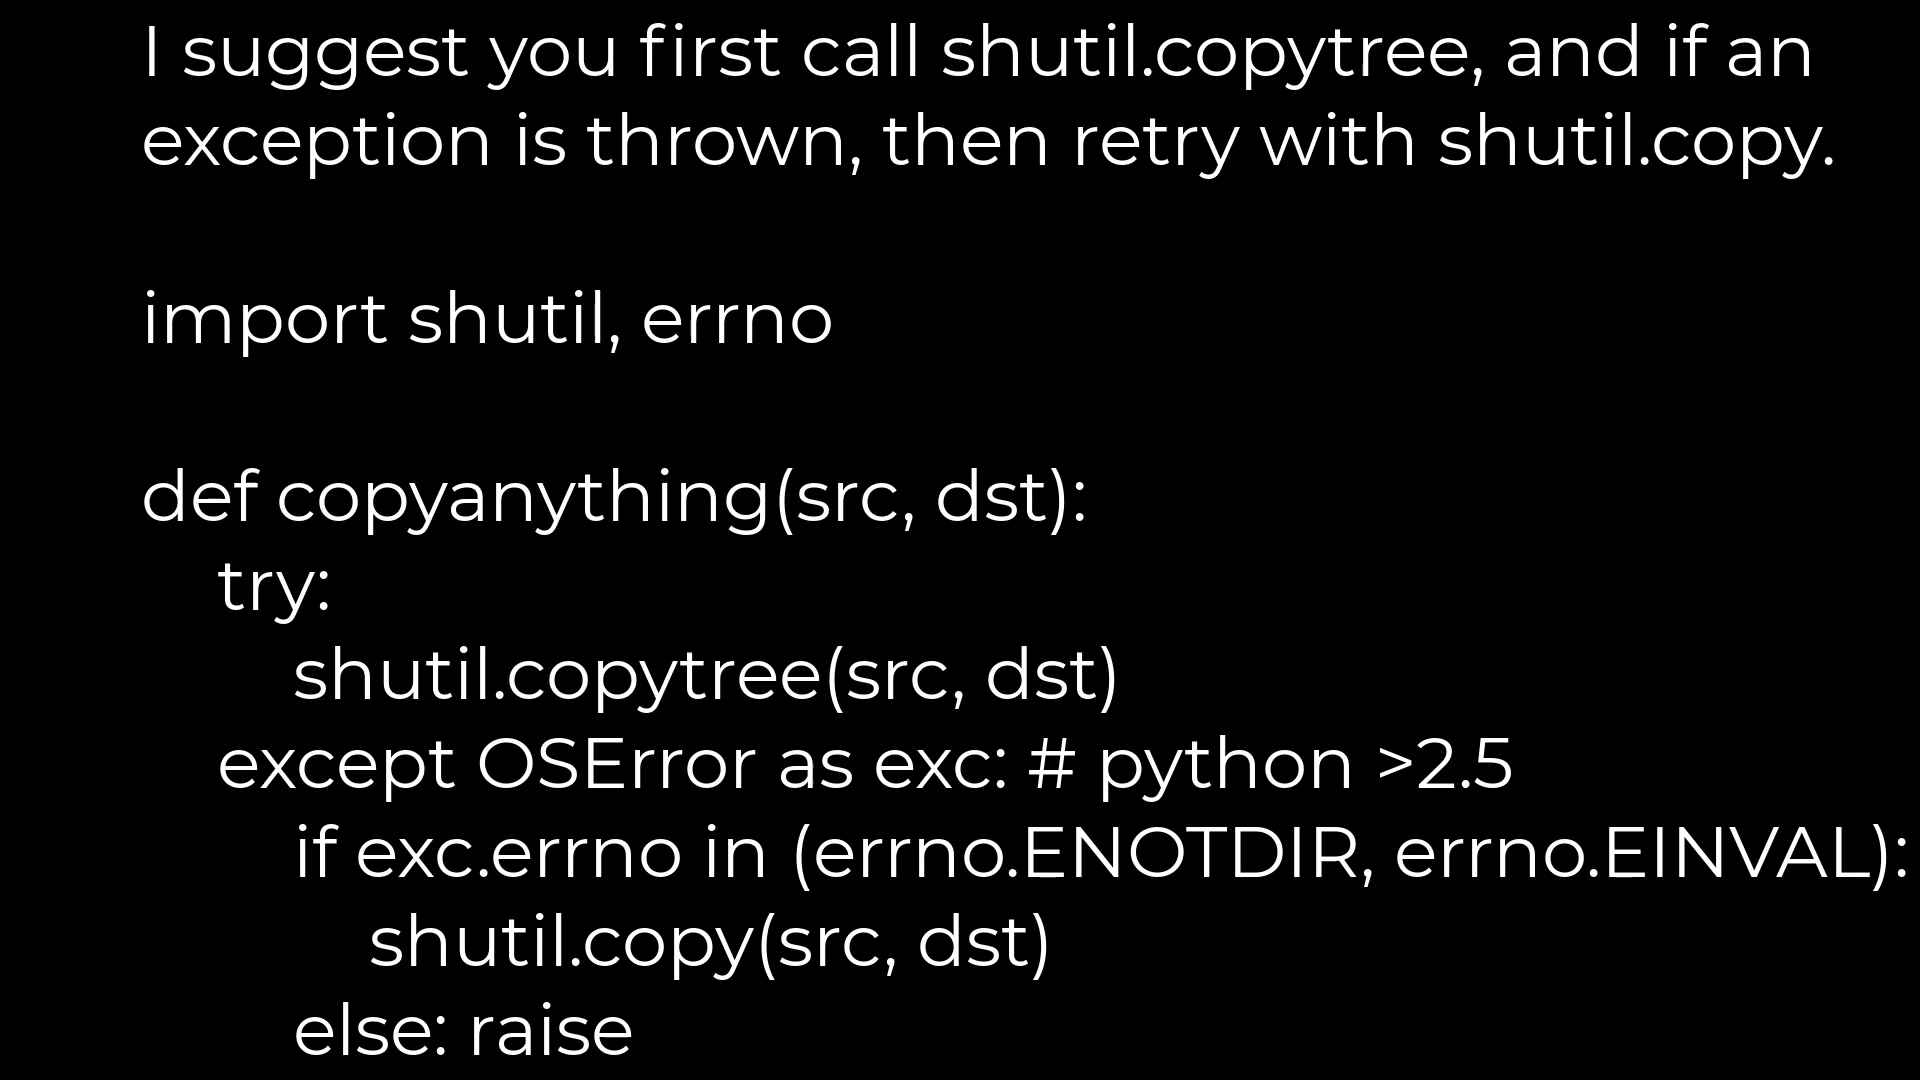 I suggest you first call shutil.copytree, and if an
exception is thrown, then retry with shutil.copy.
import shutil, errno
def copyanything(src, dst):
try:
shutil.copytree(src, dst)
except OSError as exc: # python >2.5
if exc.errno in (errno.ENOTDIR, errno.EINVAL):
shutil.copy(src, dst)
else: raise